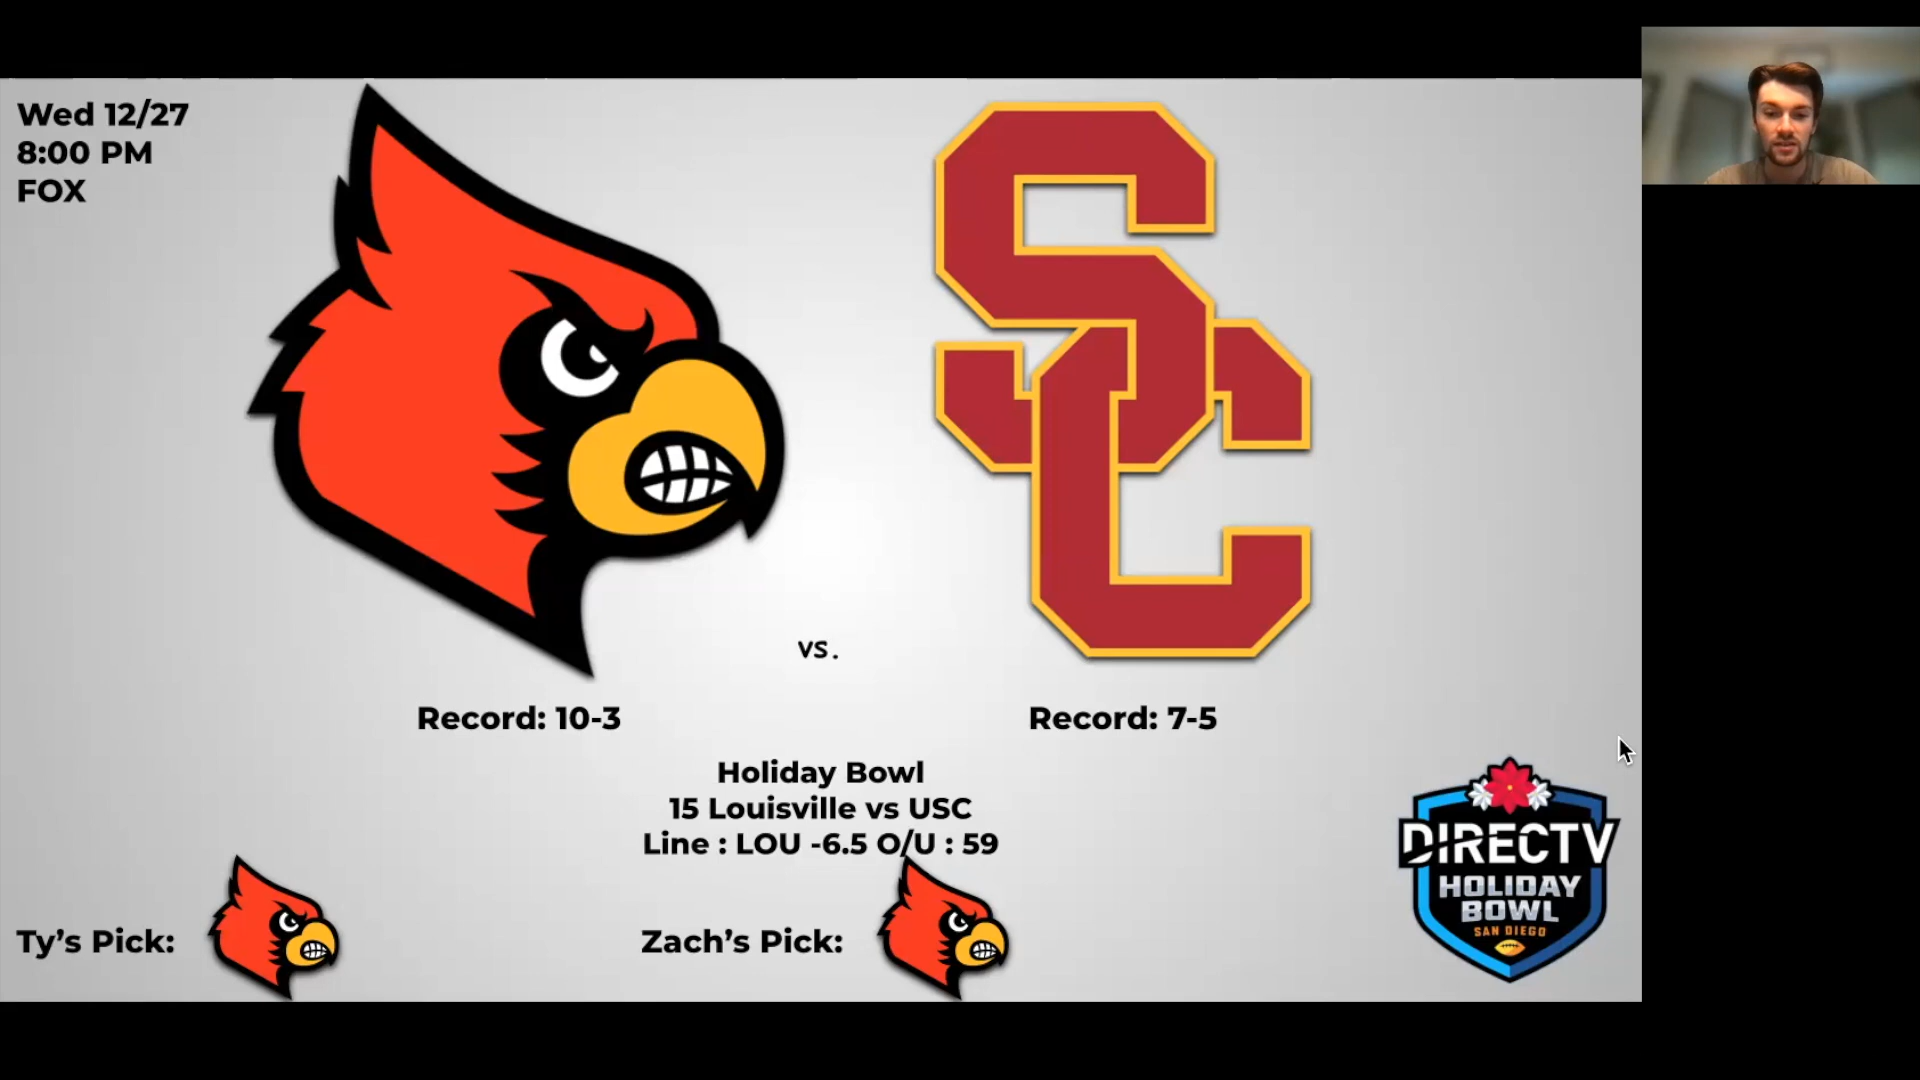 Wed 12/27
8:00 PM
FOX
SC
vs.
Record: 10-3
Record: 7-5
Holiday Bowl
15 Louisville vs USC
Line : LOU -6.5 O/U : 59
Ty’s Pick:
Zach’s Pick:
DIRECTV
HOLIDAY
BOWL
SAN DIEGO